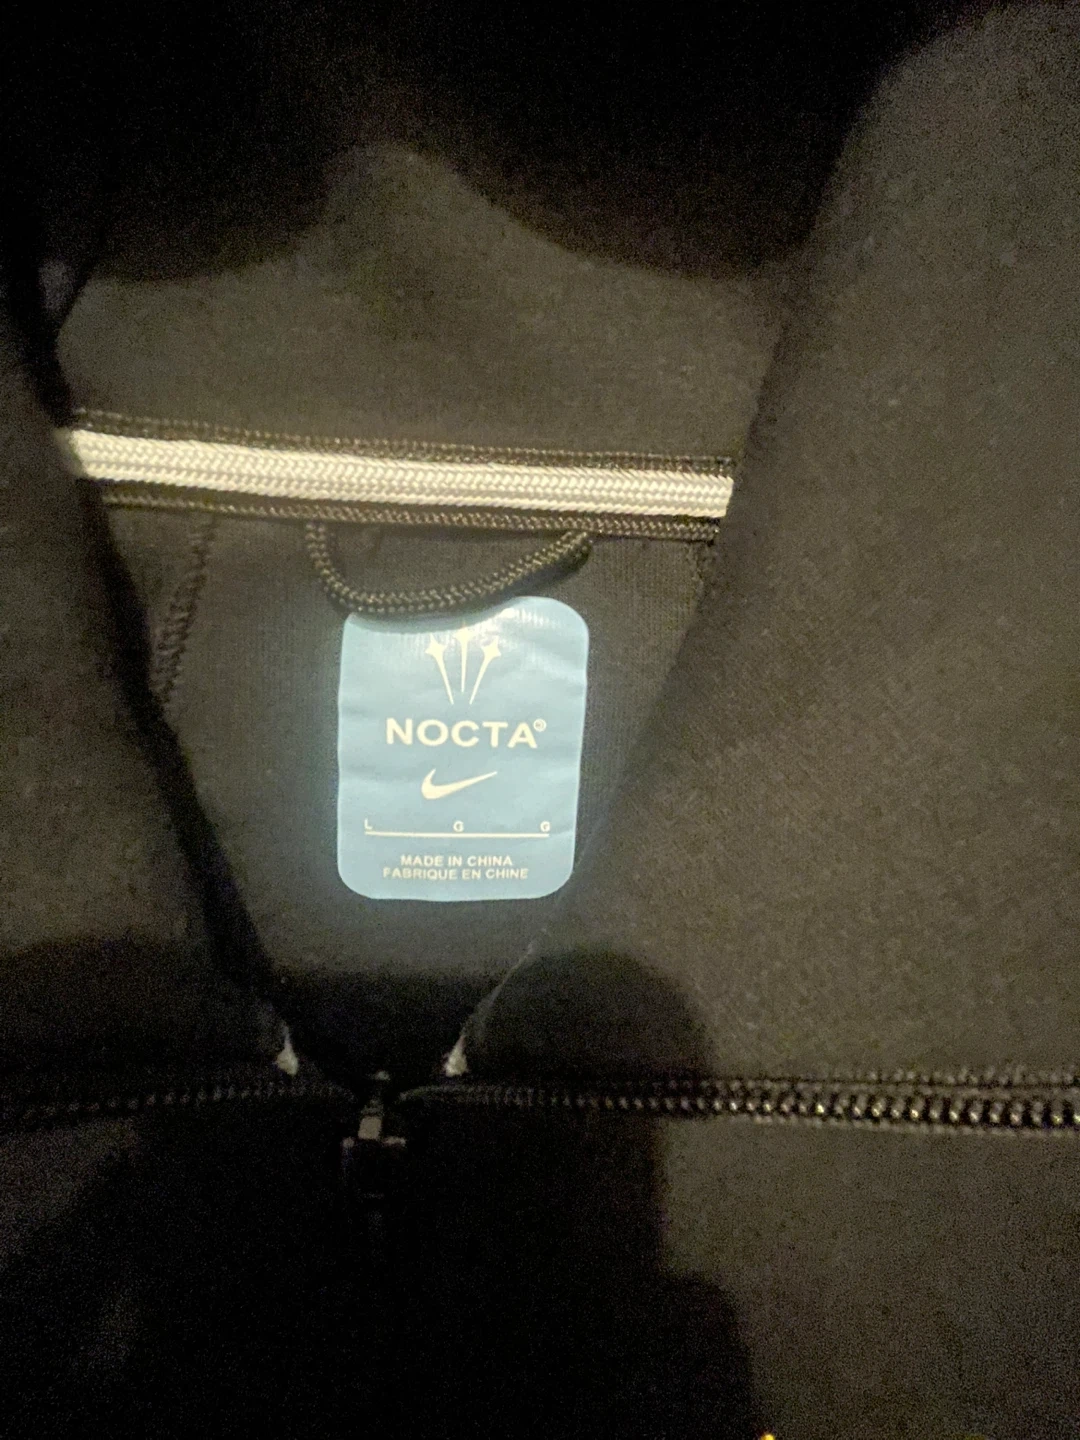 NOCTA®
L G G
MADE IN CHINA
FABRIQUE EN CHINE